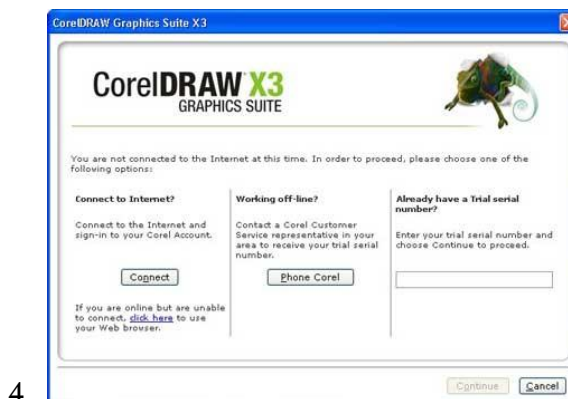 CorelDRAW Graphics Suite X3
CorelDRAW X3
GRAPHICS SUITE
You are not connected to the Internet at this time. In order to proceed, please choose one of the
following options:
Connect to Internet?
Connect to the Internet and
sign-in to your Corel Account.
Connect
If you are online but are unable
to connect, click here to use
your Web browser.
Working off-line?
Contact a Corel Customer
Service representative in your
area to receive your trial serial
number.
Phone Corel
Already have a Trial serial
number?
Enter your trial serial number and
choose Continue to proceed.
Continue
Cancel
4